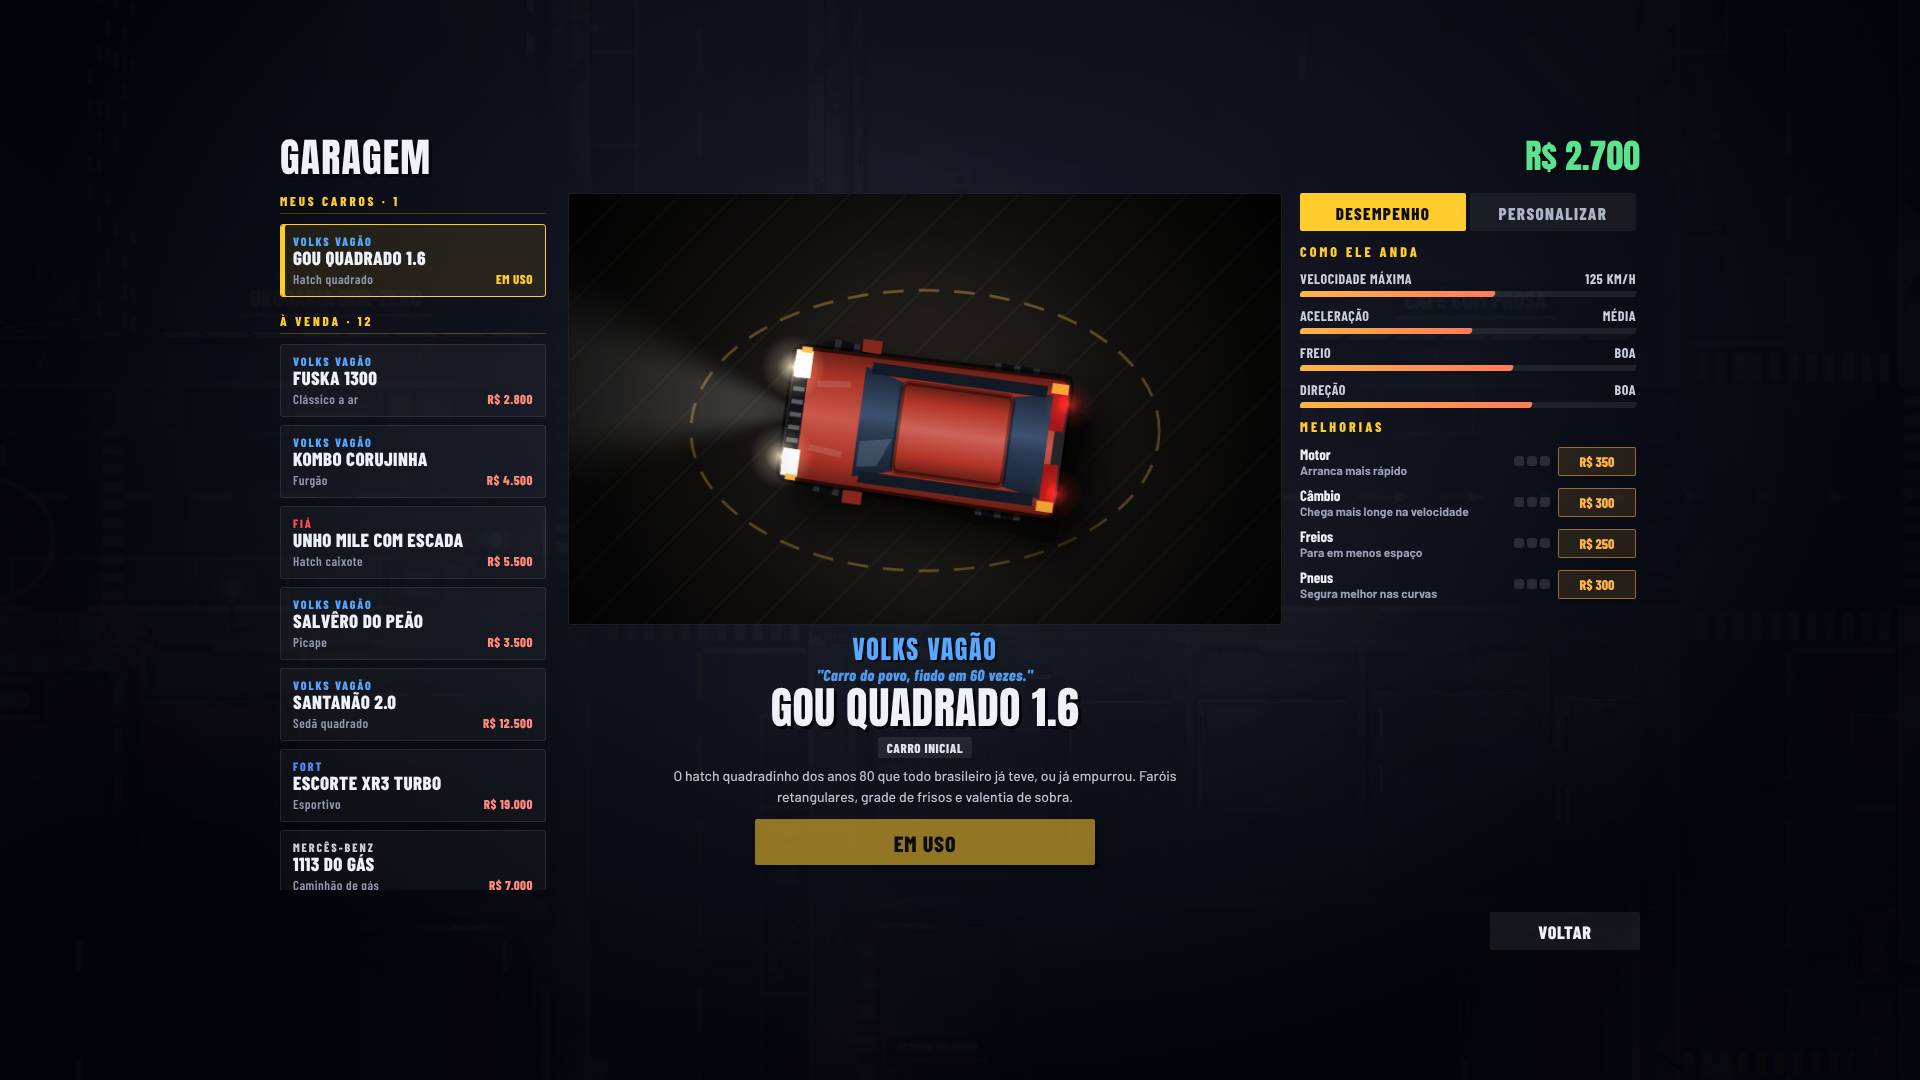 GARAGEM
R$ 2.700
MEUS CARROS · 1
VOLKS VAGÃO
GOU QUADRADO 1.6
Hatch quadrado
EM USO
À VENDA · 12
VOLKS VAGÃO
FUSKA 1300
Clássico a ar
R$ 2.800
VOLKS VAGÃO
KOMBO CORUJINHA
Furgão
R$ 4.500
FIÁ
UNHO MILE COM ESCADA
Hatch caixote
R$ 5.500
VOLKS VAGÃO
SALVÊRO DO PEÃO
Picape
R$ 3.500
VOLKS VAGÃO
SANTANÃO 2.0
Sedã quadrado
R$ 12.500
FORT
ESCORTE XR3 TURBO
Esportivo
R$ 19.000
MERCÊS-BENZ
1113 DO GÁS
Caminhão de gás
R$ 7.000
VOLKS VAGÃO
"Carro do povo, fiado em 60 vezes."
GOU QUADRADO 1.6
CARRO INICIAL
O hatch quadradinho dos anos 80 que todo brasileiro já teve, ou já empurrou. Faróis
retangulares, grade de frisos e valentia de sobra.
EM USO
DESEMPENHO
PERSONALIZAR
COMO ELE ANDA
VELOCIDADE MÁXIMA
125 KM/H
ACELERAÇÃO
MÉDIA
FREIO
BOA
DIREÇÃO
BOA
MELHORIAS
Motor
Arranca mais rápido
R$ 350
Câmbio
Chega mais longe na velocidade
R$ 300
Freios
Para em menos espaço
R$ 250
Pneus
Segura melhor nas curvas
R$ 300
VOLTAR